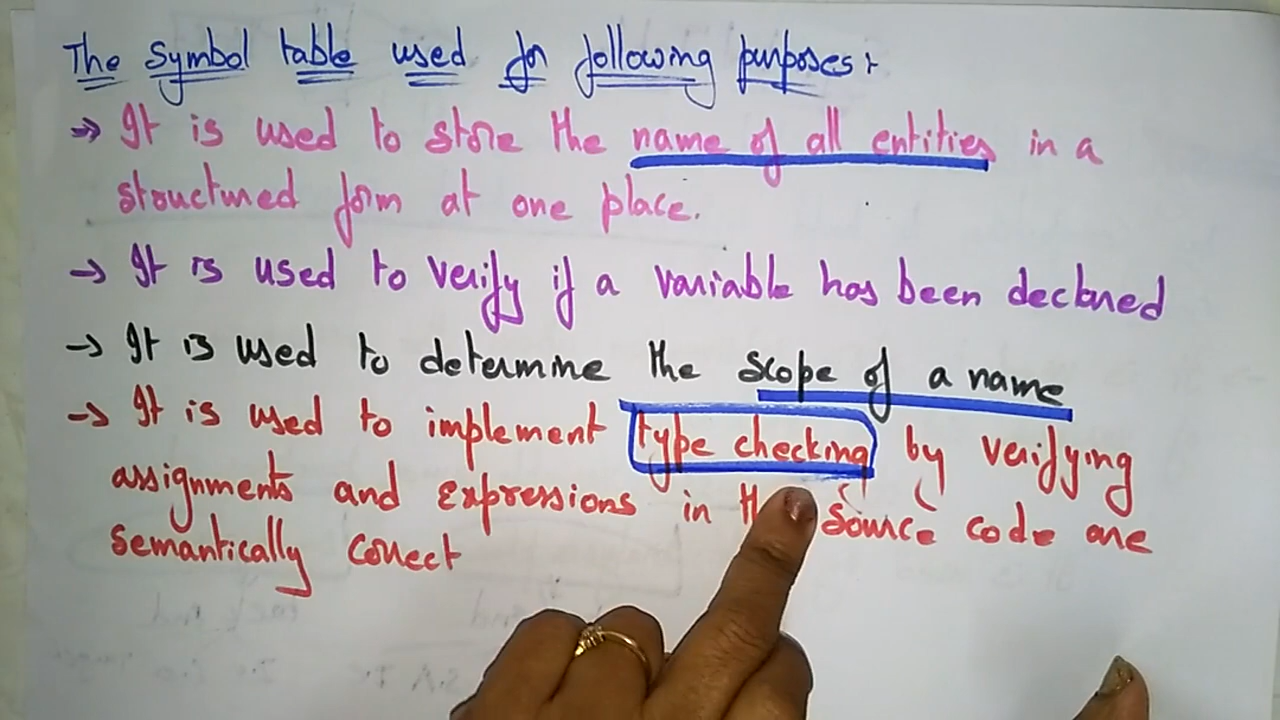 The symbol table used for following purposes:
→ It is used to store the name of all entities in a
structured form at one place.
→ It is used to verify if a variable has been declared
→ It is used to determine the scope of a name
→ It is used to implement type checking by verifying
assignments and expressions in source code are
semantically correct